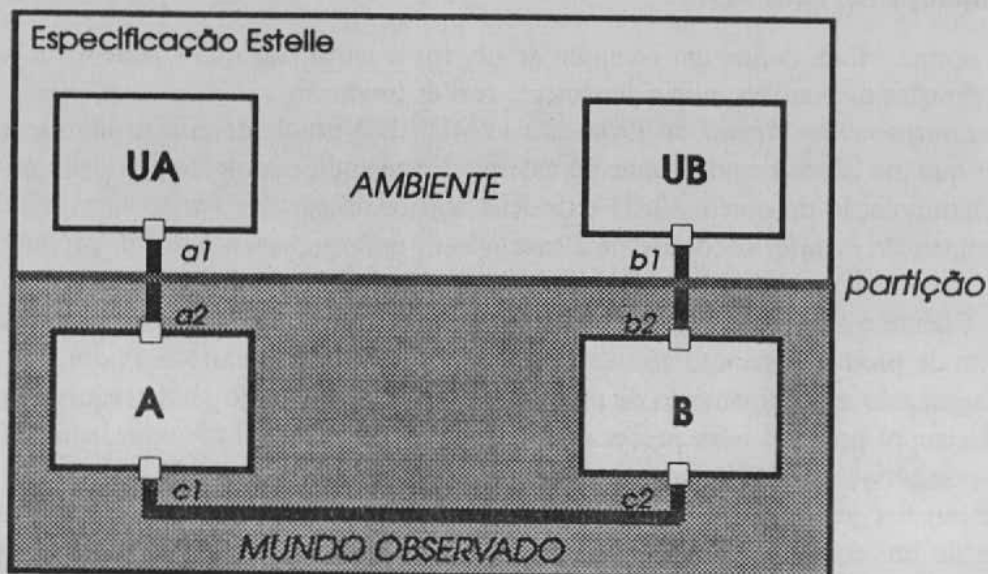 Especificação Estelle
UA
UB
AMBIENTE
a1
b1
partição
a2
b2
A
B
c1
c2
MUNDO OBSERVADO